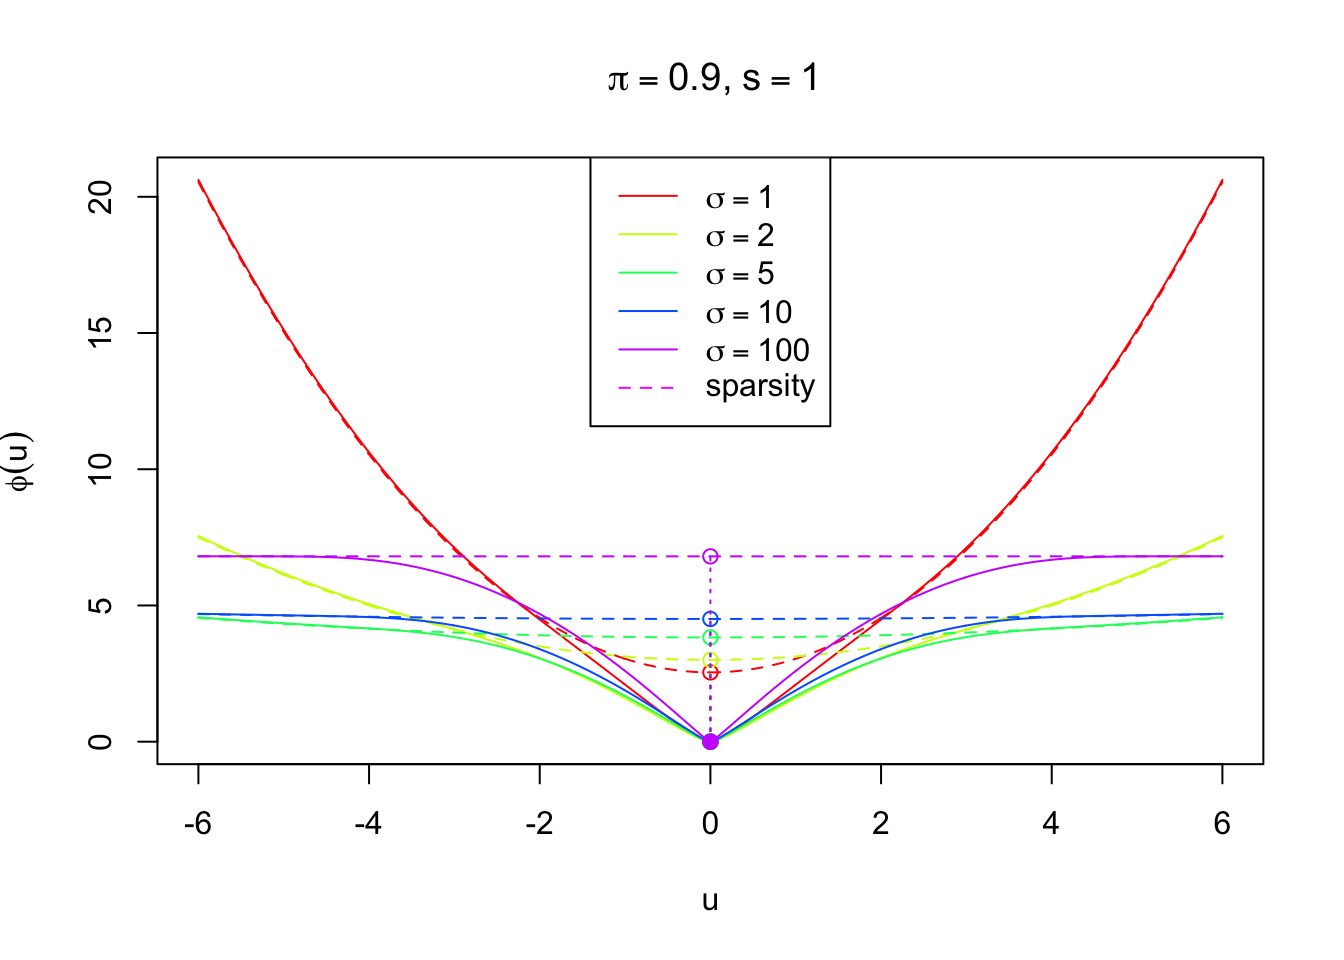 π = 0.9, s = 1
σ = 1
σ = 2
σ = 5
σ = 10
σ = 100
sparsity
ϕ(u)
20
15
10
5
0
-6 -4 -2 0 2 4 6
u